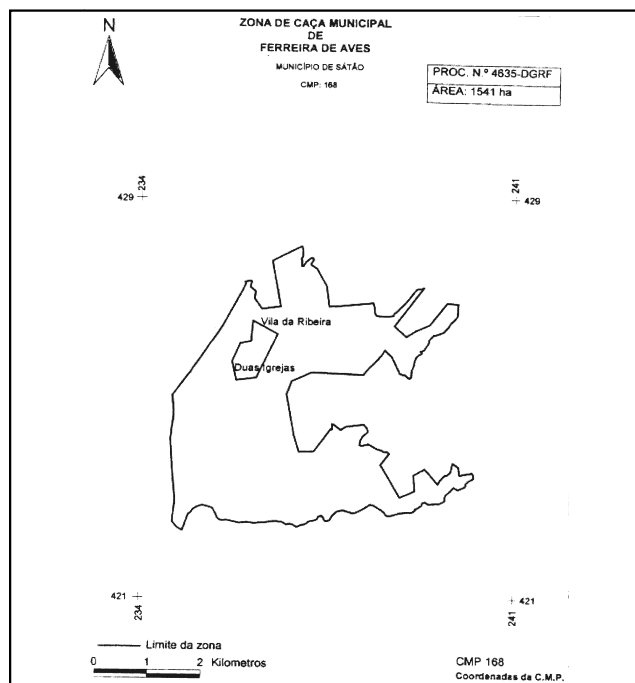 N
ZONA DE CAÇA MUNICIPAL
DE
FERREIRA DE AVES
MUNICÍPIO DE SÁTÃO
CMP: 168
PROC. N.º 4635-DGRF
ÁREA: 1541 ha
234
429
241
429
Vila da Ribeira
Duas Igrejas
421
234
421
241
Limite da zona
0 1 2 Kilometros
CMP 168
Coordenadas da C.M.P.